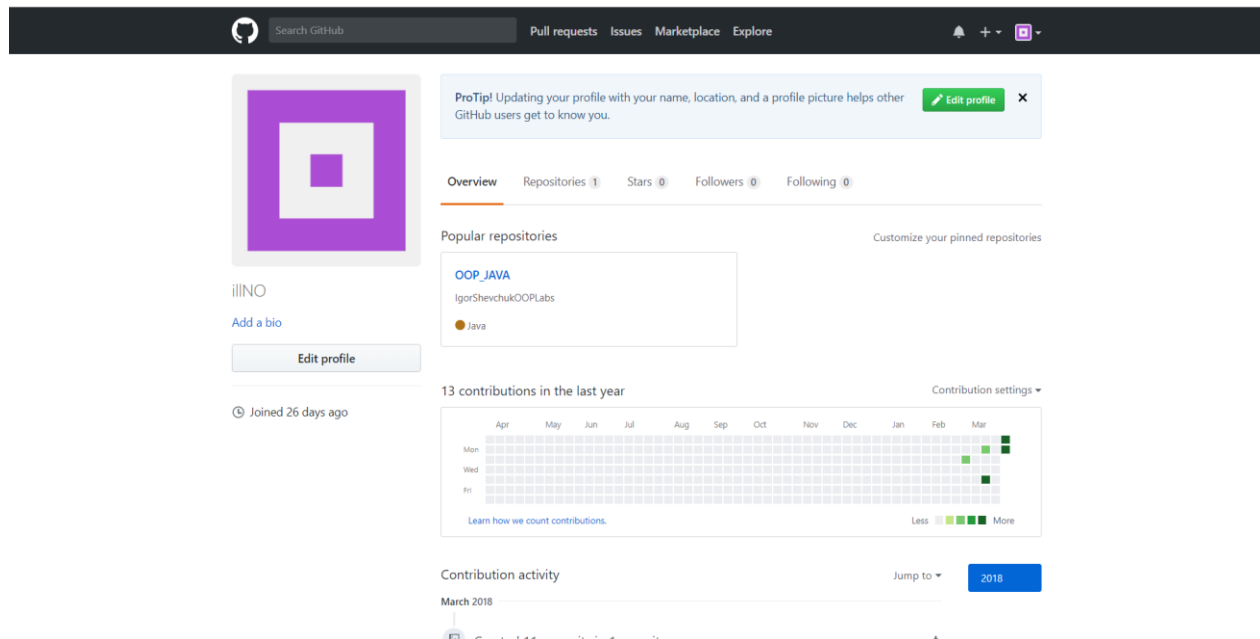 Search GitHub
Pull requests Issues Marketplace Explore
ProTip! Updating your profile with your name, location, and a profile picture helps other
GitHub users get to know you.
Edit profile
Overview Repositories 1 Stars 0 Followers 0 Following 0
Popular repositories
Customize your pinned repositories
OOP_JAVA
IgorShevchukOOPLabs
Java
illNO
Add a bio
Edit profile
Joined 26 days ago
13 contributions in the last year
Contribution settings
Apr May Jun Jul Aug Sep Oct Nov Dec Jan Feb Mar
Mon
Wed
Fri
Learn how we count contributions.
Less More
Contribution activity
Jump to
2018
March 2018